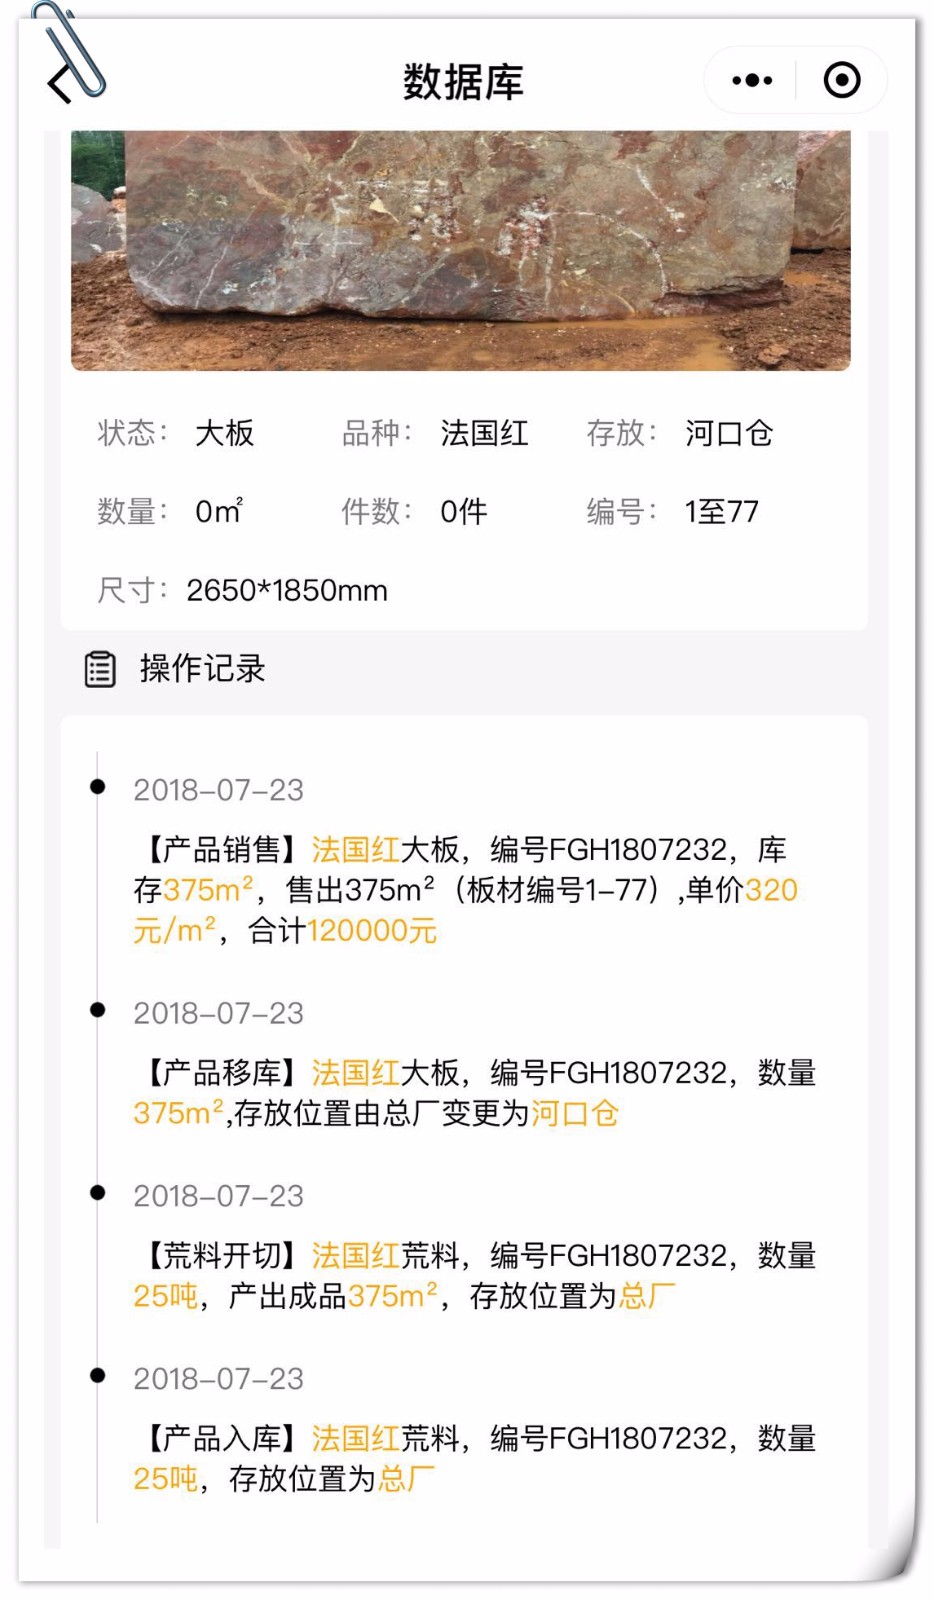 数据库
状态： 大板 品种： 法国红 存放： 河口仓
数量： 0㎡ 件数： 0件 编号： 1至77
尺寸： 2650*1850mm
操作记录
2018-07-23
【产品销售】法国红大板，编号FGH1807232，库
存375m²，售出375m²（板材编号1-77）,单价320
元/m²，合计120000元
2018-07-23
【产品移库】法国红大板，编号FGH1807232，数量
375m²,存放位置由总厂变更为河口仓
2018-07-23
【荒料开切】法国红荒料，编号FGH1807232，数量
25吨，产出成品375m²，存放位置为总厂
2018-07-23
【产品入库】法国红荒料，编号FGH1807232，数量
25吨，存放位置为总厂